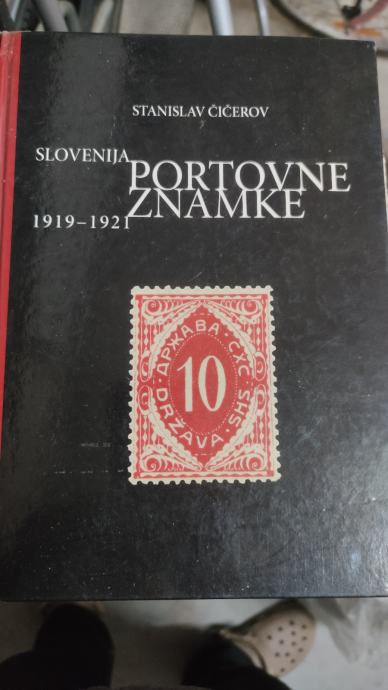 STANISLAV ČIČEROV
SLOVENIJA
PORTOVNE
1919–1921
ZNAMKE
ДРЖАВА · СХС
10
DRŽAVA · SHS